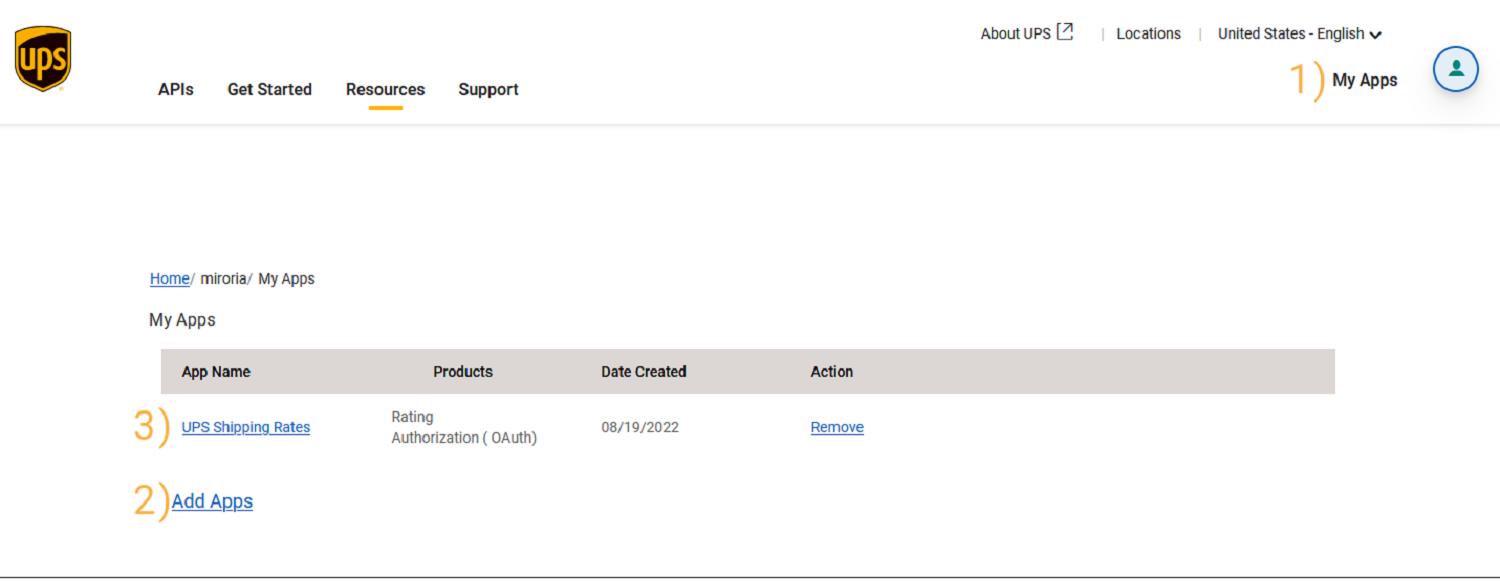 ups
About UPS | Locations | United States - English
APIs Get Started Resources Support 1) My Apps
Home/ miroria/ My Apps
My Apps
App Name Products Date Created Action
3) UPS Shipping Rates Rating Authorization ( OAuth) 08/19/2022 Remove
2) Add Apps